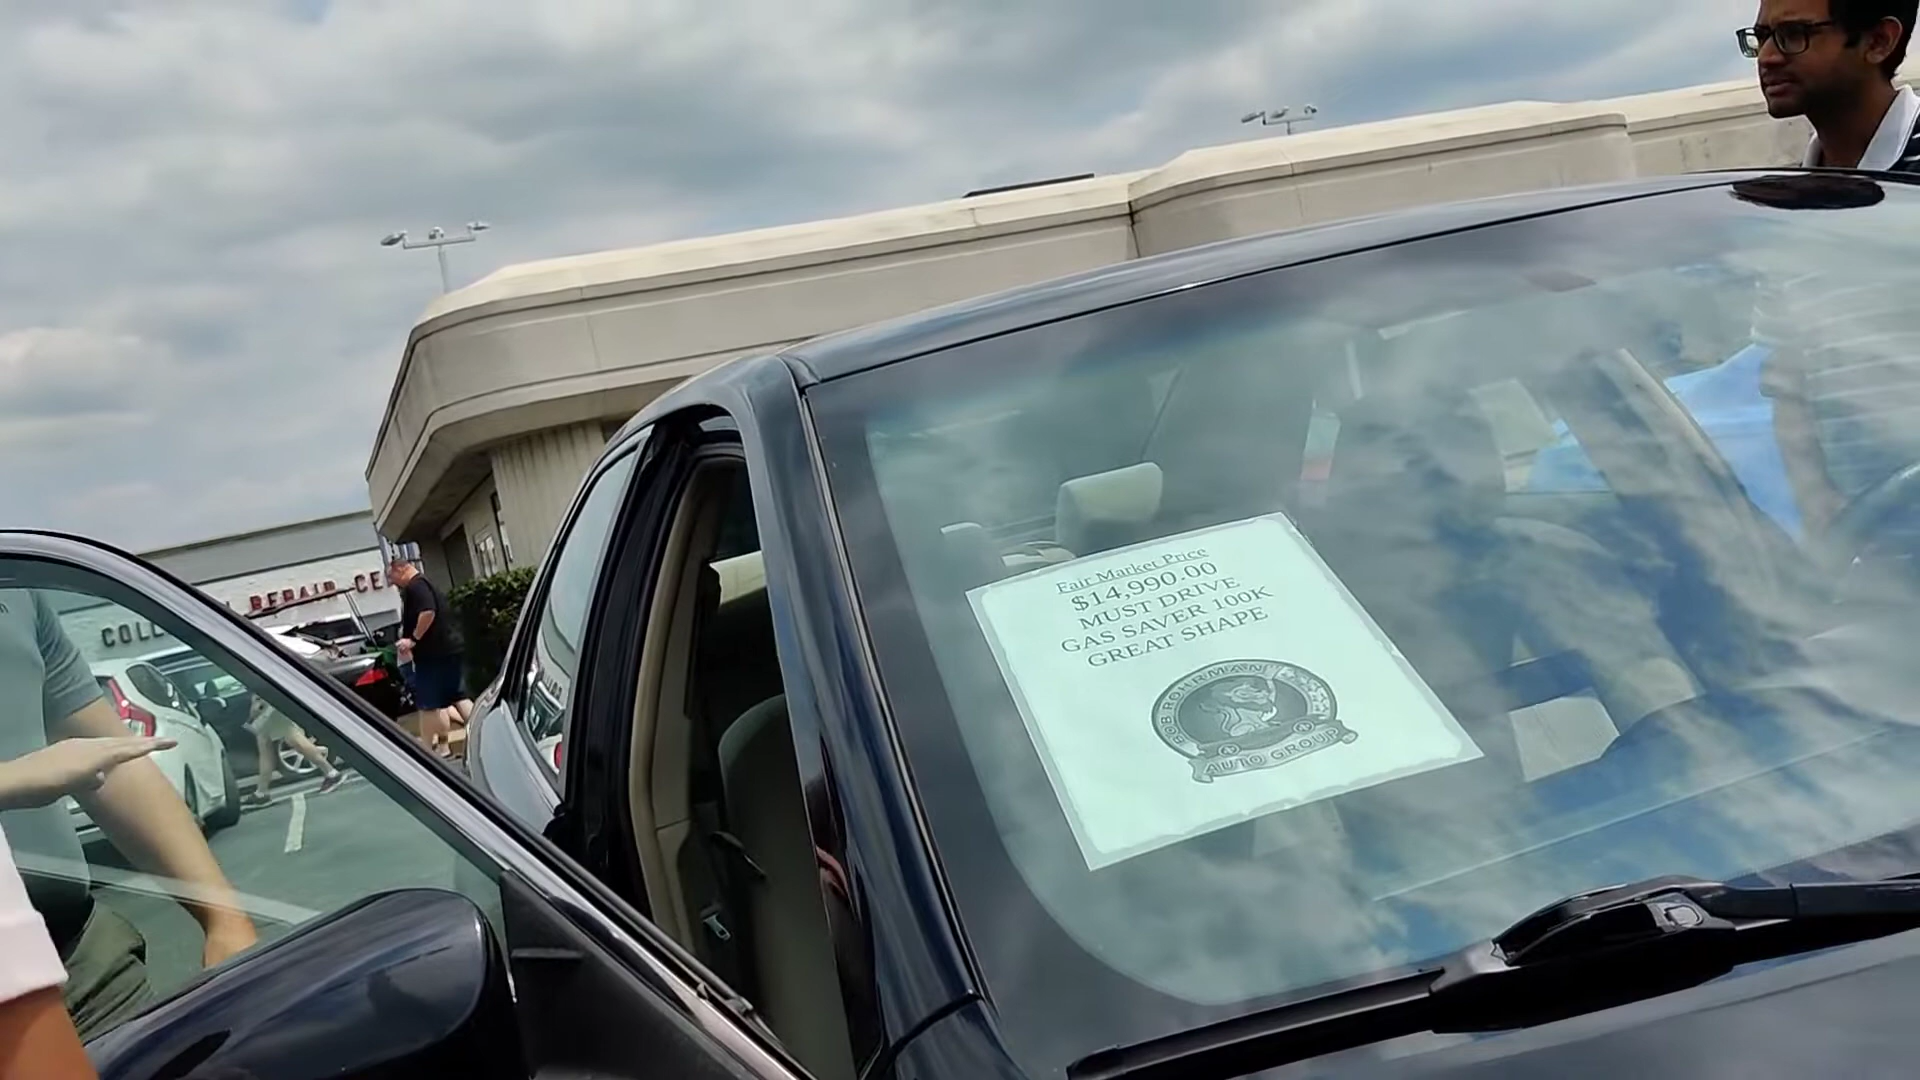 Fair Market Price
$14,990.00
MUST DRIVE
GAS SAVER 100K
GREAT SHAPE
BOB ROHRMAN
AUTO GROUP
COLL
REPAIR CE